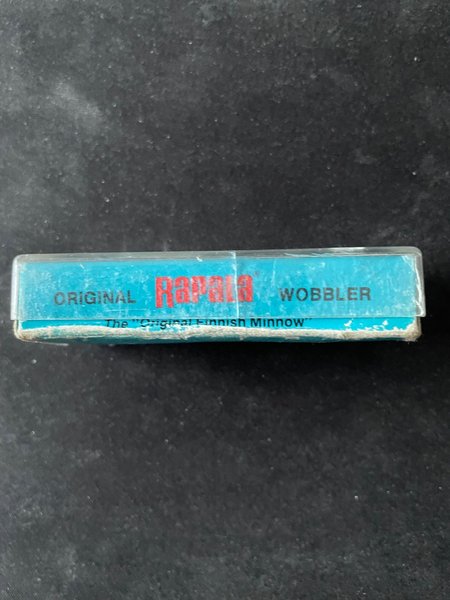 ORIGINAL RAPALA® WOBBLER
The "Original Finnish Minnow"